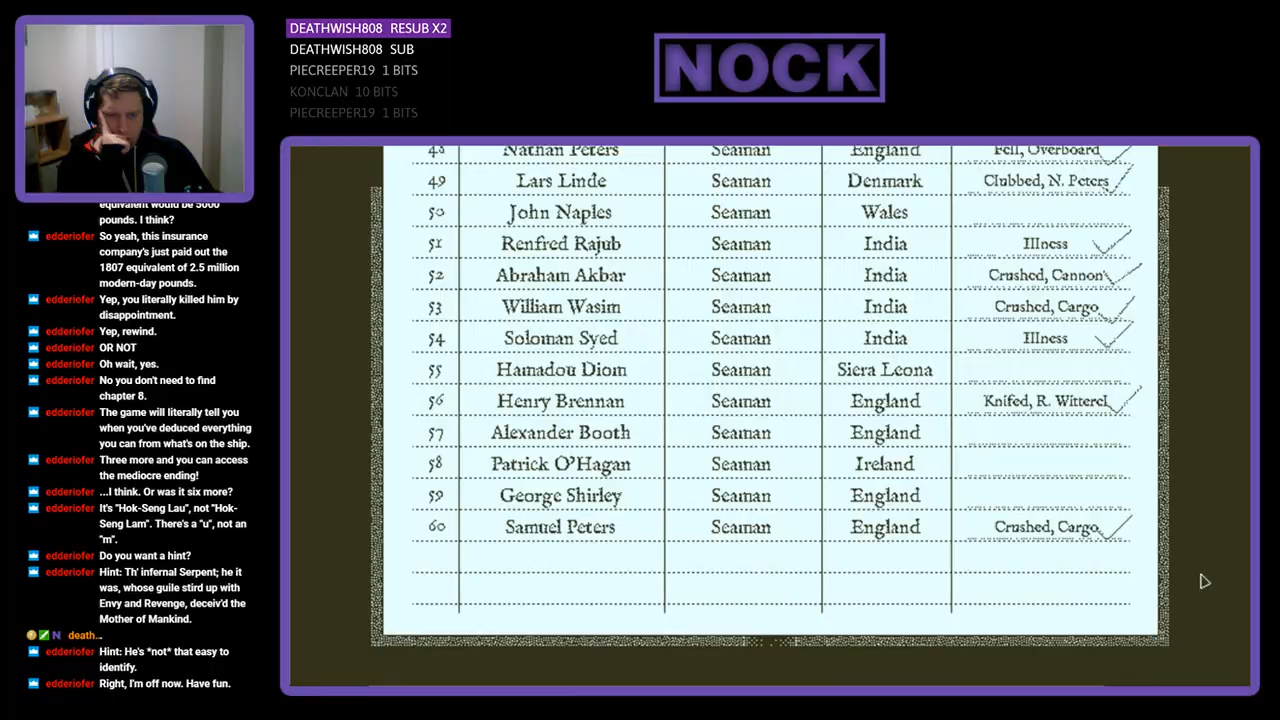 DEATHWISH808 RESUB X2
DEATHWISH808 SUB
PIECREEPER19 1 BITS
KONCLAN 10 BITS
PIECREEPER19 1 BITS
NOCK
equivalent would be 5000
pounds. I think?
edderiofer So yeah, this insurance
company's just paid out the
1807 equivalent of 2.5 million
modern-day pounds.
edderiofer Yep, you literally killed him by
disappointment.
edderiofer Yep, rewind.
edderiofer OR NOT
edderiofer Oh wait, yes.
edderiofer No you don't need to find
chapter 8.
edderiofer The game will literally tell you
when you've deduced everything
you can from what's on the ship.
edderiofer Three more and you can access
the mediocre ending!
edderiofer ...I think. Or was it six more?
edderiofer It's "Hok-Seng Lau", not "Hok-
Seng Lam". There's a "u", not an
"m".
edderiofer Do you want a hint?
edderiofer Hint: Th' infernal Serpent; he it
was, whose guile stird up with
Envy and Revenge, deceiv'd the
Mother of Mankind.
N death...
edderiofer Hint: He's *not* that easy to
identify.
edderiofer Right, I'm off now. Have fun.
48 Nathan Peters Seaman England Fell, Overboard
49 Lars Linde Seaman Denmark Clubbed, N. Peters
50 John Naples Seaman Wales
51 Renfred Rajub Seaman India Illness
52 Abraham Akbar Seaman India Crushed, Cannon
53 William Wasim Seaman India Crushed, Cargo
54 Soloman Syed Seaman India Illness
55 Hamadou Diom Seaman Siera Leona
56 Henry Brennan Seaman England Knifed, R. Witterel
57 Alexander Booth Seaman England
58 Patrick O'Hagan Seaman Ireland
59 George Shirley Seaman England
60 Samuel Peters Seaman England Crushed, Cargo